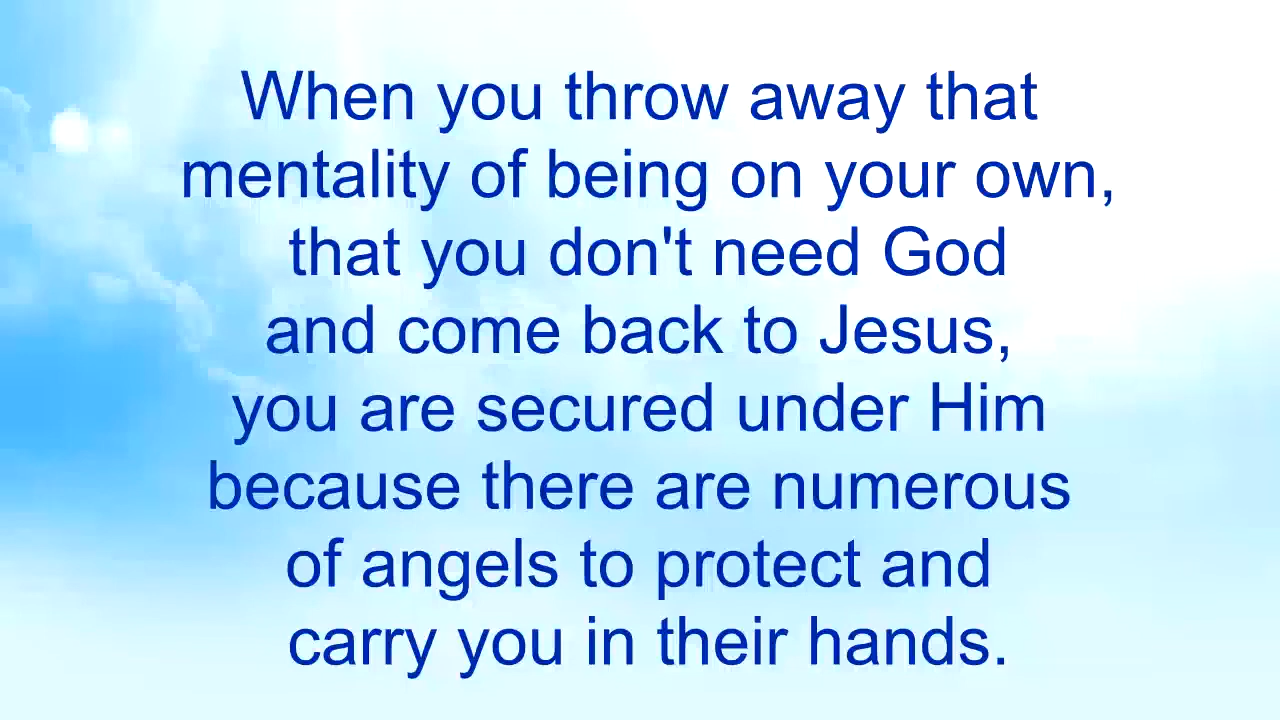 When you throw away that
mentality of being on your own,
that you don't need God
and come back to Jesus,
you are secured under Him
because there are numerous
of angels to protect and
carry you in their hands.